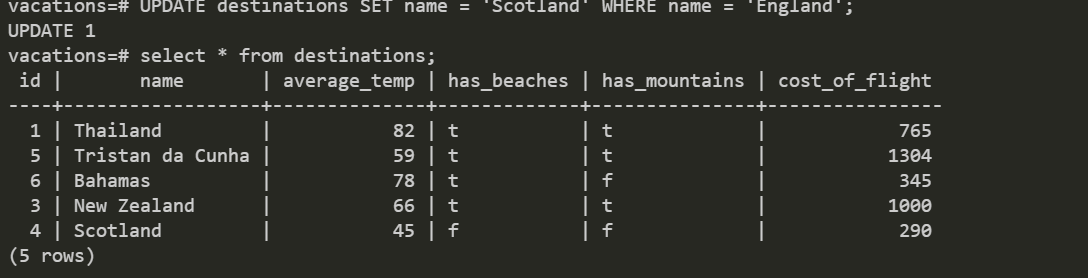 vacations=# UPDATE destinations SET name = 'Scotland' WHERE name = 'England';
UPDATE 1
vacations=# select * from destinations;
 id |       name        | average_temp | has_beaches | has_mountains | cost_of_flight
----+-------------------+--------------+-------------+---------------+----------------
  1 | Thailand          |           82 | t           | t             |            765
  5 | Tristan da Cunha  |           59 | t           | t             |           1304
  6 | Bahamas           |           78 | t           | f             |            345
  3 | New Zealand       |           66 | t           | t             |           1000
  4 | Scotland          |           45 | f           | f             |            290
(5 rows)